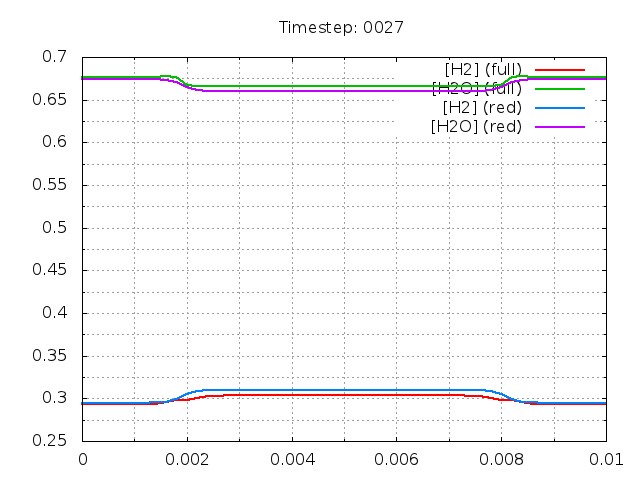 Timestep: 0027
0.7
0.65
0.6
0.55
0.5
0.45
0.4
0.35
0.3
0.25
[H2] (full)
[H2O] (full)
[H2] (red)
[H2O] (red)
0 0.002 0.004 0.006 0.008 0.01